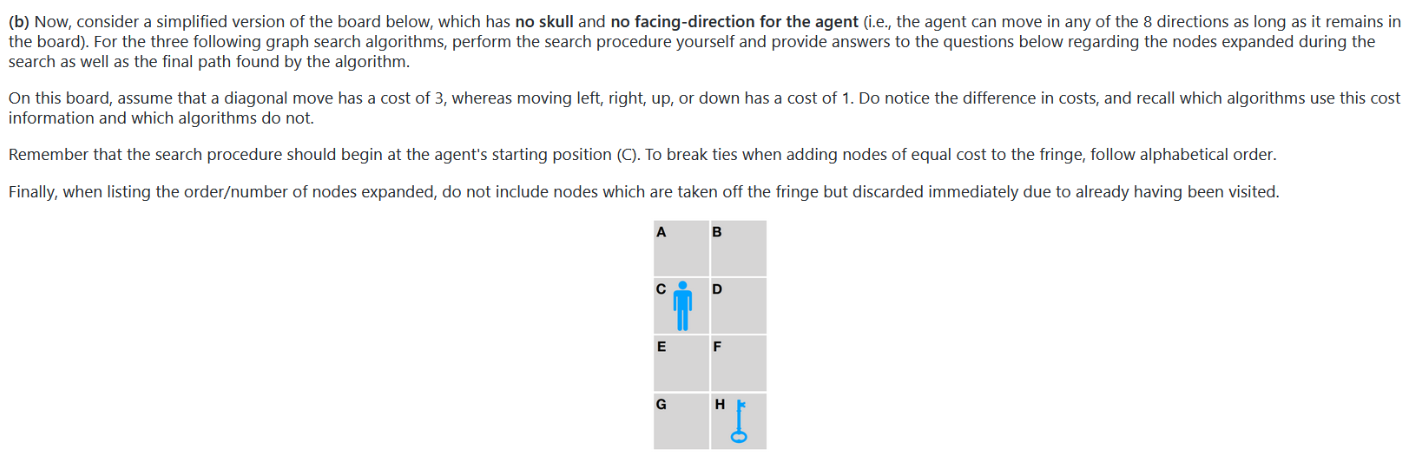 (b) Now, consider a simplified version of the board below, which has no skull and no facing-direction for the agent (i.e., the agent can move in any of the 8 directions as long as it remains in
the board). For the three following graph search algorithms, perform the search procedure yourself and provide answers to the questions below regarding the nodes expanded during the
search as well as the final path found by the algorithm.
On this board, assume that a diagonal move has a cost of 3, whereas moving left, right, up, or down has a cost of 1. Do notice the difference in costs, and recall which algorithms use this cost
information and which algorithms do not.
Remember that the search procedure should begin at the agent's starting position (C). To break ties when adding nodes of equal cost to the fringe, follow alphabetical order.
Finally, when listing the order/number of nodes expanded, do not include nodes which are taken off the fringe but discarded immediately due to already having been visited.
A B
C D
E F
G H